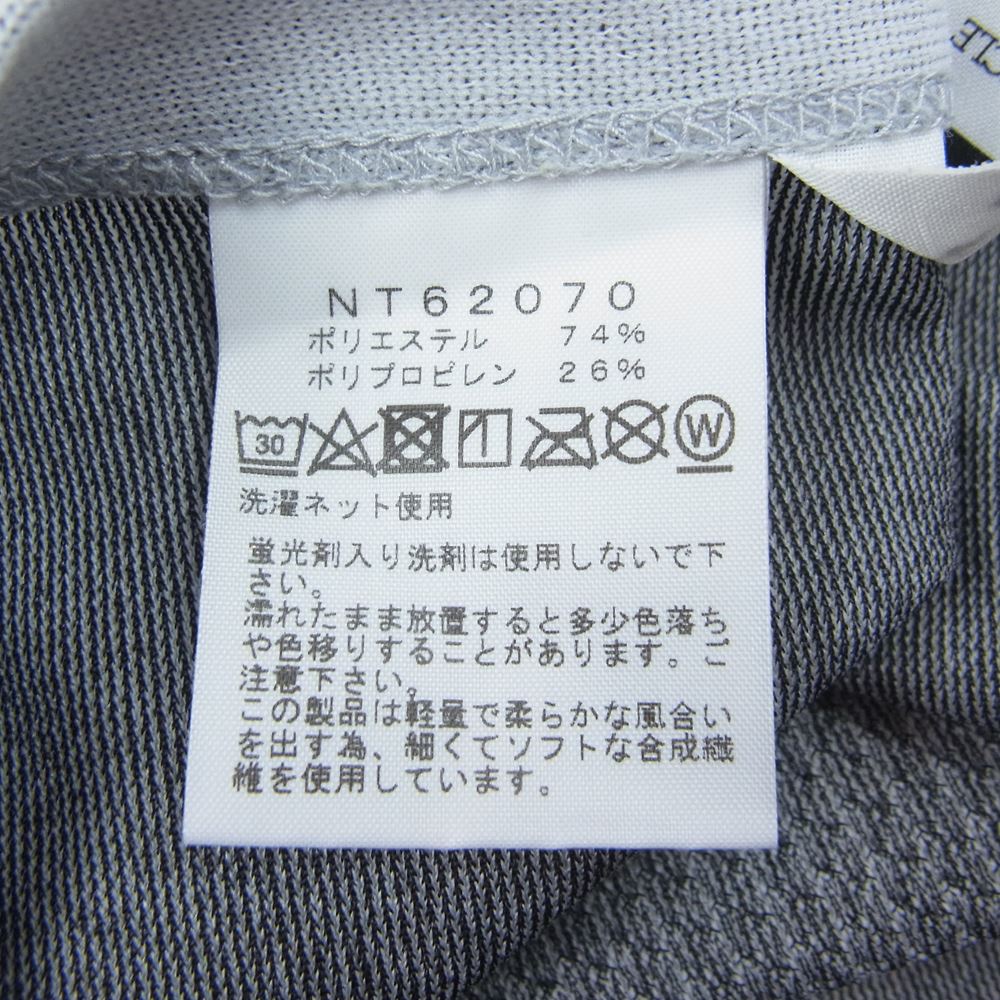 CLE
NT62070
ポリエステル 74%
ポリプロピレン 26%
30 W
洗濯ネット使用
蛍光剤入り洗剤は使用しないで下
さい。
濡れたまま放置すると多少色落ち
や色移りすることがあります。ご
注意下さい。
この製品は軽量で柔らかな風合い
を出す為、細くてソフトな合成繊
維を使用しています。